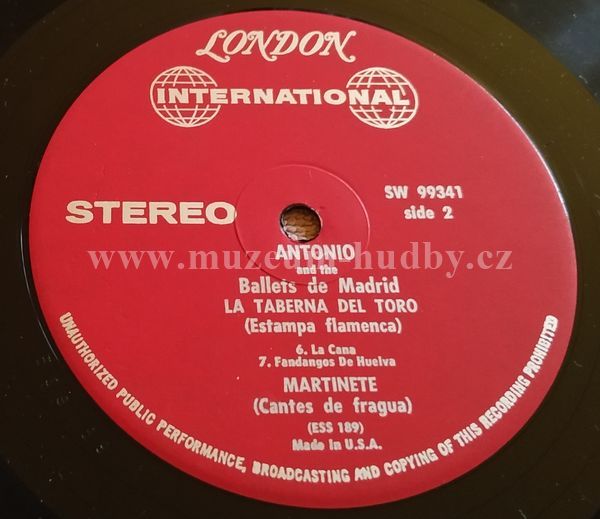 LONDON
INTERNATIONAL
STEREO
SW 99341
side 2
ANTONIO
and the
Ballets de Madrid
LA TABERNA DEL TORO
(Estampa flamenca)
6. La Cana
7. Fandangos De Huelva
MARTINETE
(Cantes de fragua)
(ESS 189)
Made in U.S.A.
UNAUTHORIZED PUBLIC PERFORMANCE, BROADCASTING AND COPYING OF THIS RECORDING PROHIBITED
www.muzeum-hudby.cz